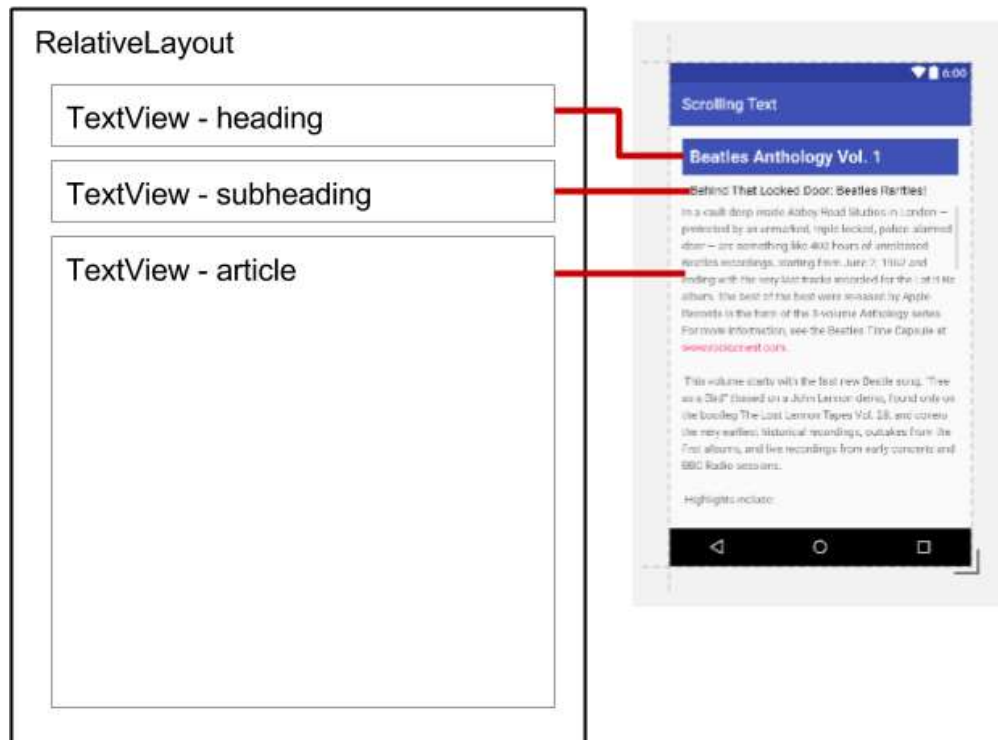 RelativeLayout
TextView - heading
TextView - subheading
TextView - article
6:00
Scrolling Text
Beatles Anthology Vol. 1
Behind That Locked Door: Beatles Rarities!
In a vault deep inside Abbey Road Studios in London —
protected by an unmarked, triple-locked, police-alarmed
door — are something like 400 hours of unreleased
Beatles recordings, starting from June 2, 1962 and
ending with the very last tracks recorded for the Let It Be
album. The best of the best were released by Apple
Records in the form of the 3-volume Anthology series.
For more information, see the Beatles Time Capsule at
This volume starts with the first new Beatle song, "Free
as a Bird" (based on a John Lennon demo, found only on
the bootleg The Lost Lennon Tapes Vol. 28, and covers
the very earliest historical recordings, outtakes from the
first albums, and live recordings from early concerts and
BBC Radio sessions.
Highlights include: